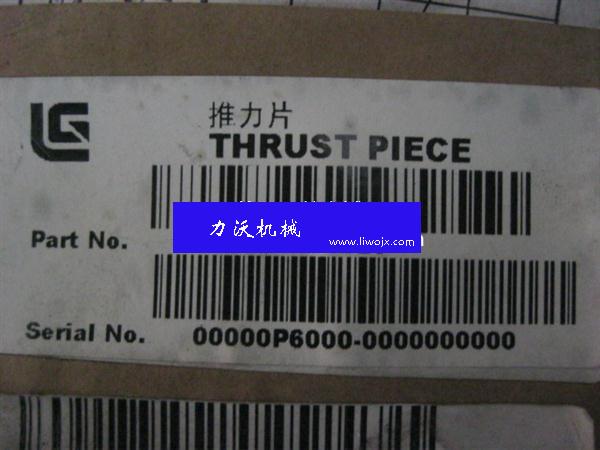 LG
推力片
THRUST PIECE
力沃机械
Part No.
www.liwojx.com
Serial No.
00000P6000-0000000000